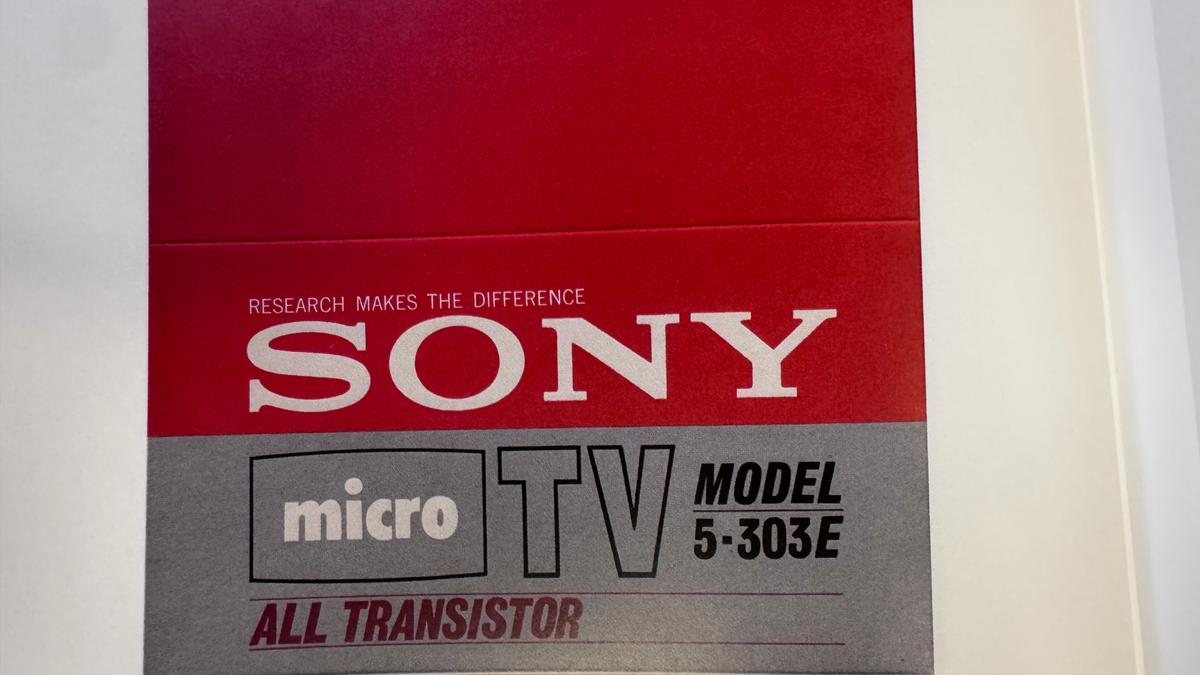 RESEARCH MAKES THE DIFFERENCE
SONY
micro TV MODEL
5-303E
ALL TRANSISTOR